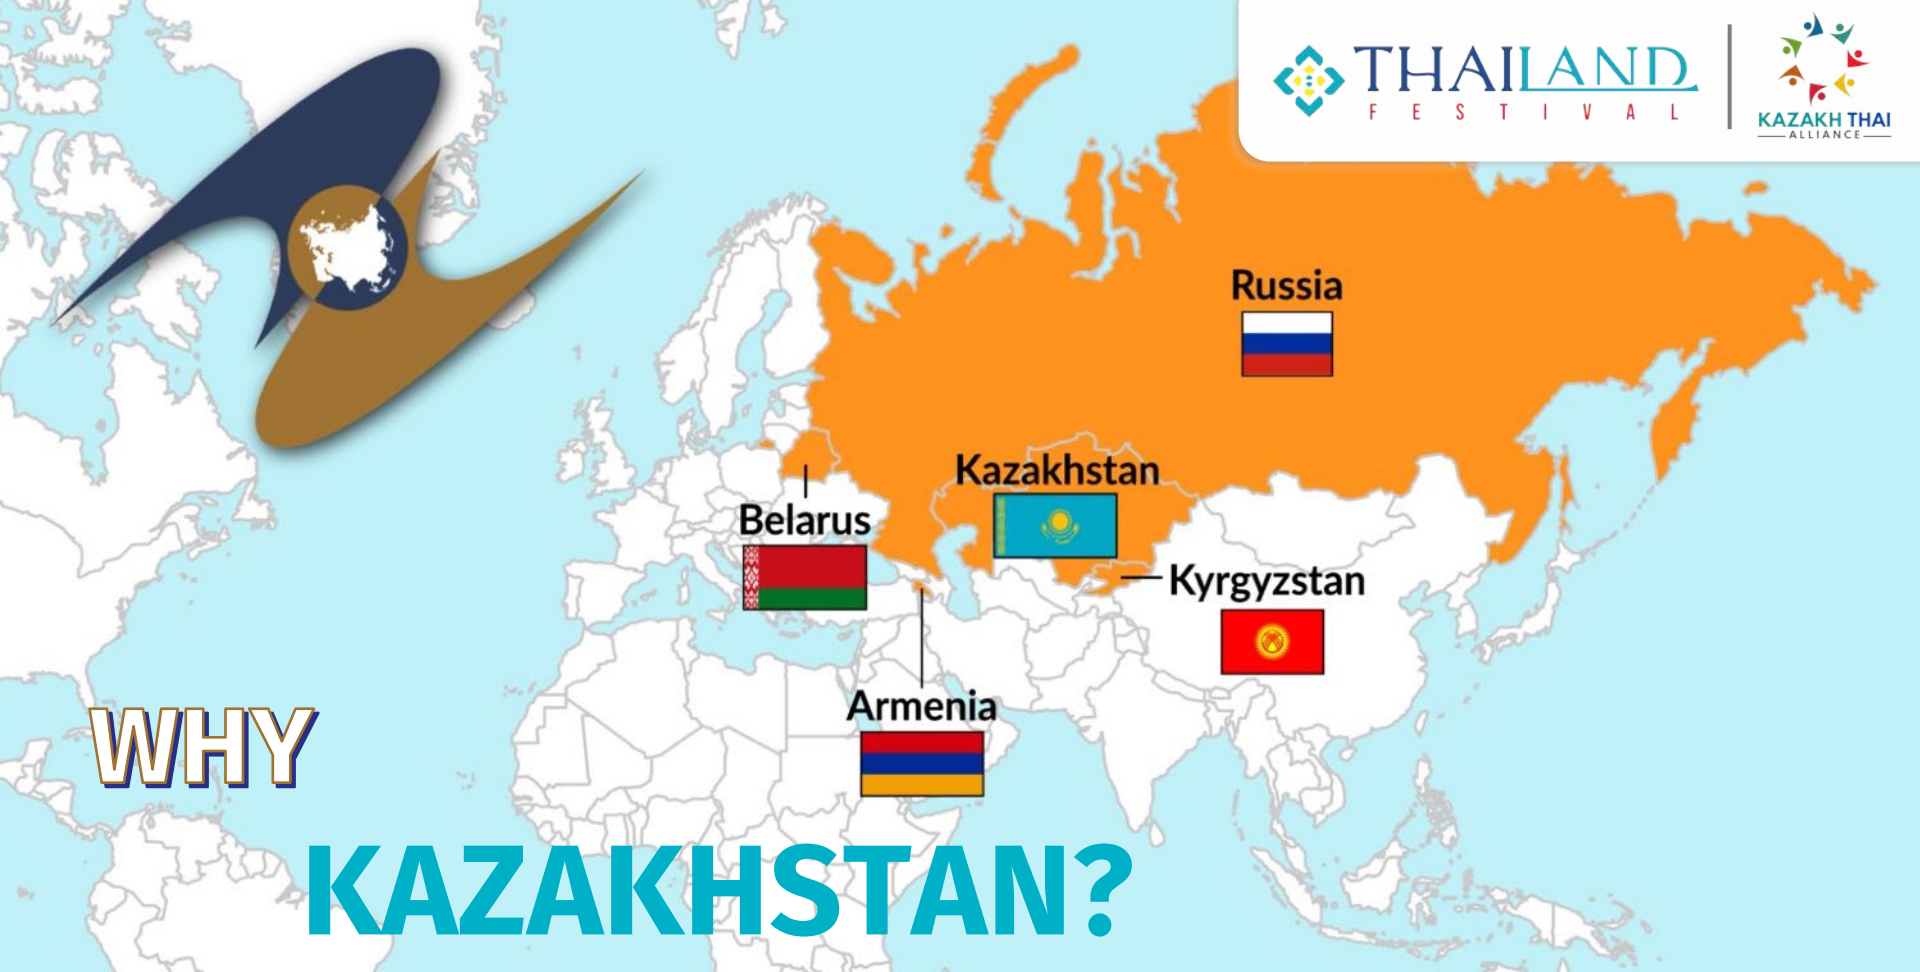 THAILAND
FESTIVAL
KAZAKH THAI
ALLIANCE
Russia
Kazakhstan
Belarus
Kyrgyzstan
Armenia
WHY
KAZAKHSTAN?